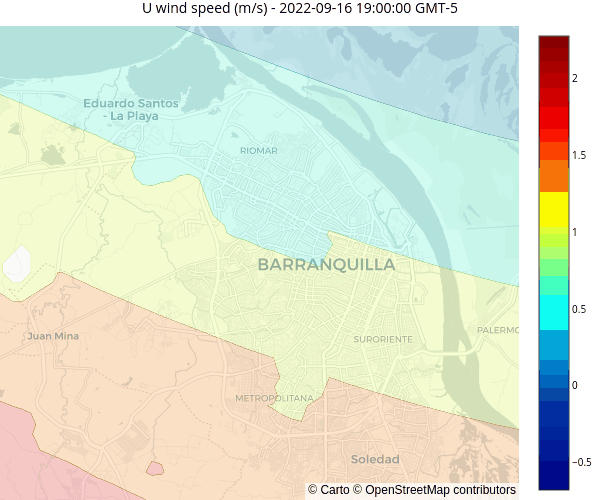 U wind speed (m/s) - 2022-09-16 19:00:00 GMT-5
Eduardo Santos
- La Playa
RIOMAR
BARRANQUILLA
Juan Mina
SURORIENTE
PALERMO
METROPOLITANA
Soledad
© Carto © OpenStreetMap contributors
2
1.5
1
0.5
0
−0.5